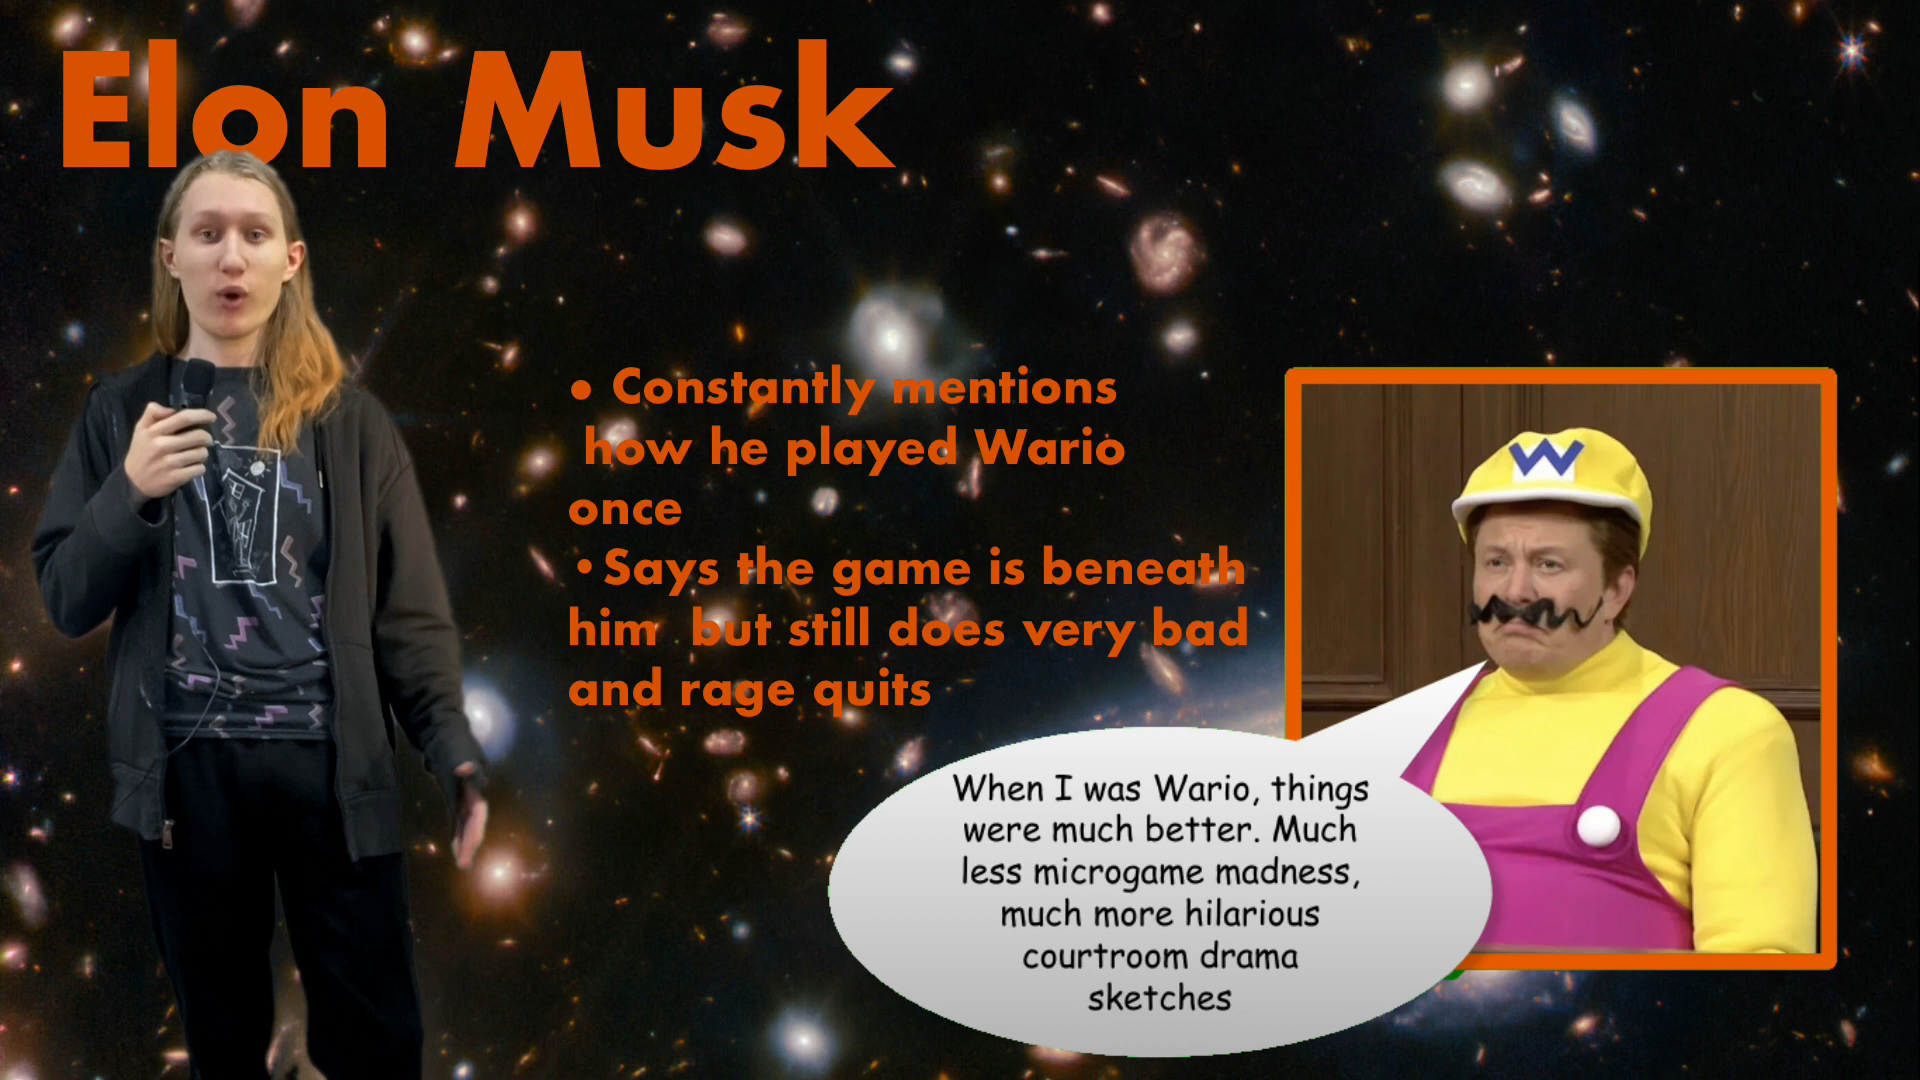 Elon Musk
• Constantly mentions
how he played Wario
once
•Says the game is beneath
him but still does very bad
and rage quits
W
When I was Wario, things
were much better. Much
less microgame madness,
much more hilarious
courtroom drama
sketches